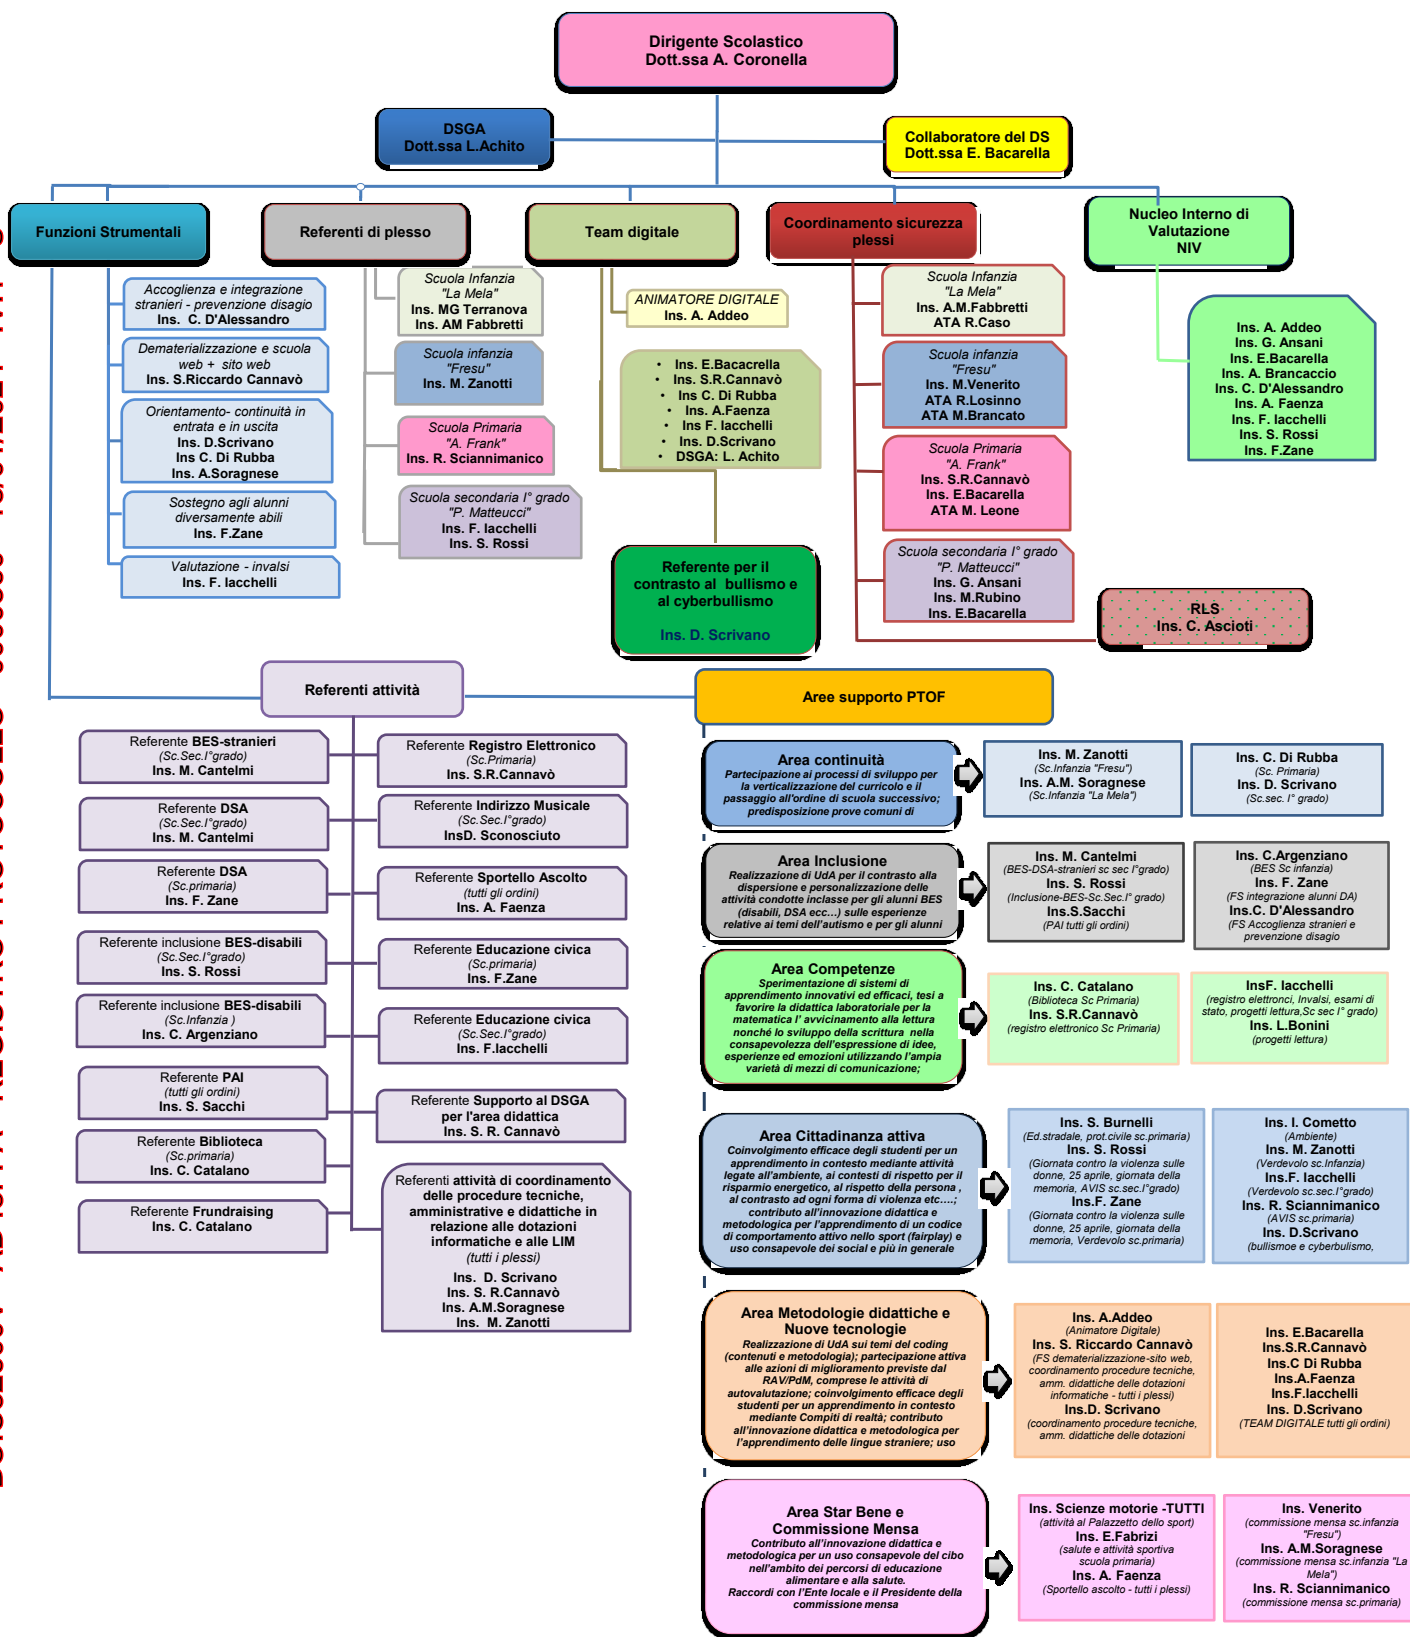 Dirigente Scolastico
Dott.ssa A. Coronella
DSGA
Dott.ssa L.Achito
Collaboratore del DS
Dott.ssa E. Bacarella
Funzioni Strumentali
Referenti di plesso
Team digitale
Coordinamento sicurezza
plessi
Nucleo Interno di
Valutazione
NIV
Accoglienza e integrazione
stranieri - prevenzione disagio
Ins. C. D'Alessandro
Dematerializzazione e scuola
web + sito web
Ins. S.Riccardo Cannavò
Orientamento- continuità in
entrata e in uscita
Ins. D.Scrivano
Ins C. Di Rubba
Ins. A.Soragnese
Sostegno agli alunni
diversamente abili
Ins. F.Zane
Valutazione - invalsi
Ins. F. Iacchelli
Scuola Infanzia
"La Mela"
Ins. MG Terranova
Ins. AM Fabbretti
Scuola infanzia
"Fresu"
Ins. M. Zanotti
Scuola Primaria
"A. Frank"
Ins. R. Sciannimanico
Scuola secondaria I° grado
"P. Matteucci"
Ins. F. Iacchelli
Ins. S. Rossi
ANIMATORE DIGITALE
Ins. A. Addeo
• Ins. E.Bacacrella
• Ins. S.R.Cannavò
• Ins C. Di Rubba
• Ins. A.Faenza
• Ins F. Iacchelli
• Ins. D.Scrivano
• DSGA: L. Achito
Referente per il
contrasto al bullismo e
al cyberbullismo
Ins. D. Scrivano
Scuola Infanzia
"La Mela"
Ins. A.M.Fabbretti
ATA R.Caso
Scuola infanzia
"Fresu"
Ins. M.Venerito
ATA R.Losinno
ATA M.Brancato
Scuola Primaria
"A. Frank"
Ins. S.R.Cannavò
Ins. E.Bacarella
ATA M. Leone
Scuola secondaria I° grado
"P. Matteucci"
Ins. G. Ansani
Ins. M.Rubino
Ins. E.Bacarella
Ins. A. Addeo
Ins. G. Ansani
Ins. E.Bacarella
Ins. A. Brancaccio
Ins. C. D'Alessandro
Ins. A. Faenza
Ins. F. Iacchelli
Ins. S. Rossi
Ins. F.Zane
RLS
Ins. C. Ascioti
Referenti attività
Referente BES-stranieri
(Sc.Sec.I°grado)
Ins. M. Cantelmi
Referente DSA
(Sc.Sec.I°grado)
Ins. M. Cantelmi
Referente DSA
(Sc.primaria)
Ins. F. Zane
Referente inclusione BES-disabili
(Sc.Sec.I°grado)
Ins. S. Rossi
Referente inclusione BES-disabili
(Sc.Infanzia )
Ins. C. Argenziano
Referente PAI
(tutti gli ordini)
Ins. S. Sacchi
Referente Biblioteca
(Sc.primaria)
Ins. C. Catalano
Referente Frundraising
Ins. C. Catalano
Referente Registro Elettronico
(Sc.Primaria)
Ins. S.R.Cannavò
Referente Indirizzo Musicale
(Sc.Sec.I°grado)
InsD. Sconosciuto
Referente Sportello Ascolto
(tutti gli ordini)
Ins. A. Faenza
Referente Educazione civica
(Sc.primaria)
Ins. F.Zane
Referente Educazione civica
(Sc.Sec.I°grado)
Ins. F.Iacchelli
Referente Supporto al DSGA
per l'area didattica
Ins. S. R. Cannavò
Referenti attività di coordinamento
delle procedure tecniche,
amministrative e didattiche in
relazione alle dotazioni
informatiche e alle LIM
(tutti i plessi)
Ins. D. Scrivano
Ins. S. R.Cannavò
Ins. A.M.Soragnese
Ins. M. Zanotti
Aree supporto PTOF
Area continuità
Partecipazione ai processi di sviluppo per
la verticalizzazione del curricolo e il
passaggio all'ordine di scuola successivo;
predisposizione prove comuni di
Ins. M. Zanotti
(Sc.Infanzia "Fresu")
Ins. A.M. Soragnese
(Sc.Infanzia "La Mela")
Ins. C. Di Rubba
(Sc. Primaria)
Ins. D. Scrivano
(Sc.sec. I° grado)
Area Inclusione
Realizzazione di UdA per il contrasto alla
dispersione e personalizzazione delle
attività condotte inclasse per gli alunni BES
(disabili, DSA ecc...) sulle esperienze
relative ai temi dell'autismo e per gli alunni
Ins. M. Cantelmi
(BES-DSA-stranieri sc sec I°grado)
Ins. S. Rossi
(Inclusione-BES-Sc.Sec.I° grado)
Ins.S.Sacchi
(PAI tutti gli ordini)
Ins. C.Argenziano
(BES Sc infanzia)
Ins. F. Zane
(FS integrazione alunni DA)
Ins.C. D'Alessandro
(FS Accoglienza stranieri e
prevenzione disagio
Area Competenze
Sperimentazione di sistemi di
apprendimento innovativi ed efficaci, tesi a
favorire la didattica laboratoriale per la
matematica l' avvicinamento alla lettura
nonché lo sviluppo della scrittura nella
consapevolezza dell'espressione di idee,
esperienze ed emozioni utilizzando l'ampia
varietà di mezzi di comunicazione;
Ins. C. Catalano
(Biblioteca Sc Primaria)
Ins. S.R.Cannavò
(registro elettronico Sc Primaria)
InsF. Iacchelli
(registro elettronci, Invalsi, esami di
stato, progetti lettura,Sc sec I° grado)
Ins. L.Bonini
(progetti lettura)
Area Cittadinanza attiva
Coinvolgimento efficace degli studenti per un
apprendimento in contesto mediante attività
legate all'ambiente, ai contesti di rispetto per il
risparmio energetico, al rispetto della persona ,
al contrasto ad ogni forma di violenza etc....;
contributo all'innovazione didattica e
metodologica per l'apprendimento di un codice
di comportamento attivo nello sport (fairplay) e
uso consapevole dei social e più in generale
Ins. S. Burnelli
(Ed.stradale, prot.civile sc.primaria)
Ins. S. Rossi
(Giornata contro la violenza sulle
donne, 25 aprile, giornata della
memoria, AVIS sc.sec.I°grado)
Ins.F. Zane
(Giornata contro la violenza sulle
donne, 25 aprile, giornata della
memoria, Verdevolo sc.primaria)
Ins. I. Cometto
(Ambiente)
Ins. M. Zanotti
(Verdevolo sc.Infanzia)
Ins.F. Iacchelli
(Verdevolo sc.sec.I°grado)
Ins. R. Sciannimanico
(AVIS sc.primaria)
Ins. D.Scrivano
(bullismoe e cyberbulismo,
Area Metodologie didattiche e
Nuove tecnologie
Realizzazione di UdA sui temi del coding
(contenuti e metodologia); partecipazione attiva
alle azioni di miglioramento previste dal
RAV/PdM, comprese le attività di
autovalutazione; coinvolgimento efficace degli
studenti per un apprendimento in contesto
mediante Compiti di realtà; contributo
all'innovazione didattica e metodologica per
l'apprendimento delle lingue straniere; uso
Ins. A.Addeo
(Animatore Digitale)
Ins. S. Riccardo Cannavò
(FS dematerializzazione-sito web,
coordinamento procedure tecniche,
amm. didattiche delle dotazioni
informatiche - tutti i plessi)
Ins.D. Scrivano
(coordinamento procedure tecniche,
amm. didattiche delle dotazioni
Ins. E.Bacarella
Ins.S.R.Cannavò
Ins.C Di Rubba
Ins.A.Faenza
Ins.F.Iacchelli
Ins. D.Scrivano
(TEAM DIGITALE tutti gli ordini)
Area Star Bene e
Commissione Mensa
Contributo all'innovazione didattica e
metodologica per un uso consapevole del cibo
nell'ambito dei percorsi di educazione
alimentare e alla salute.
Raccordi con l'Ente locale e il Presidente della
commissione mensa
Ins. Scienze motorie -TUTTI
(attività al Palazzetto dello sport)
Ins. E.Fabrizi
(salute e attività sportiva
scuola primaria)
Ins. A. Faenza
(Sportello ascolto - tutti i plessi)
Ins. Venerito
(commissione mensa sc.infanzia
"Fresu")
Ins. A.M.Soragnese
(commissione mensa sc.infanzia "La
Mela")
Ins. R. Sciannimanico
(commissione mensa sc.primaria)